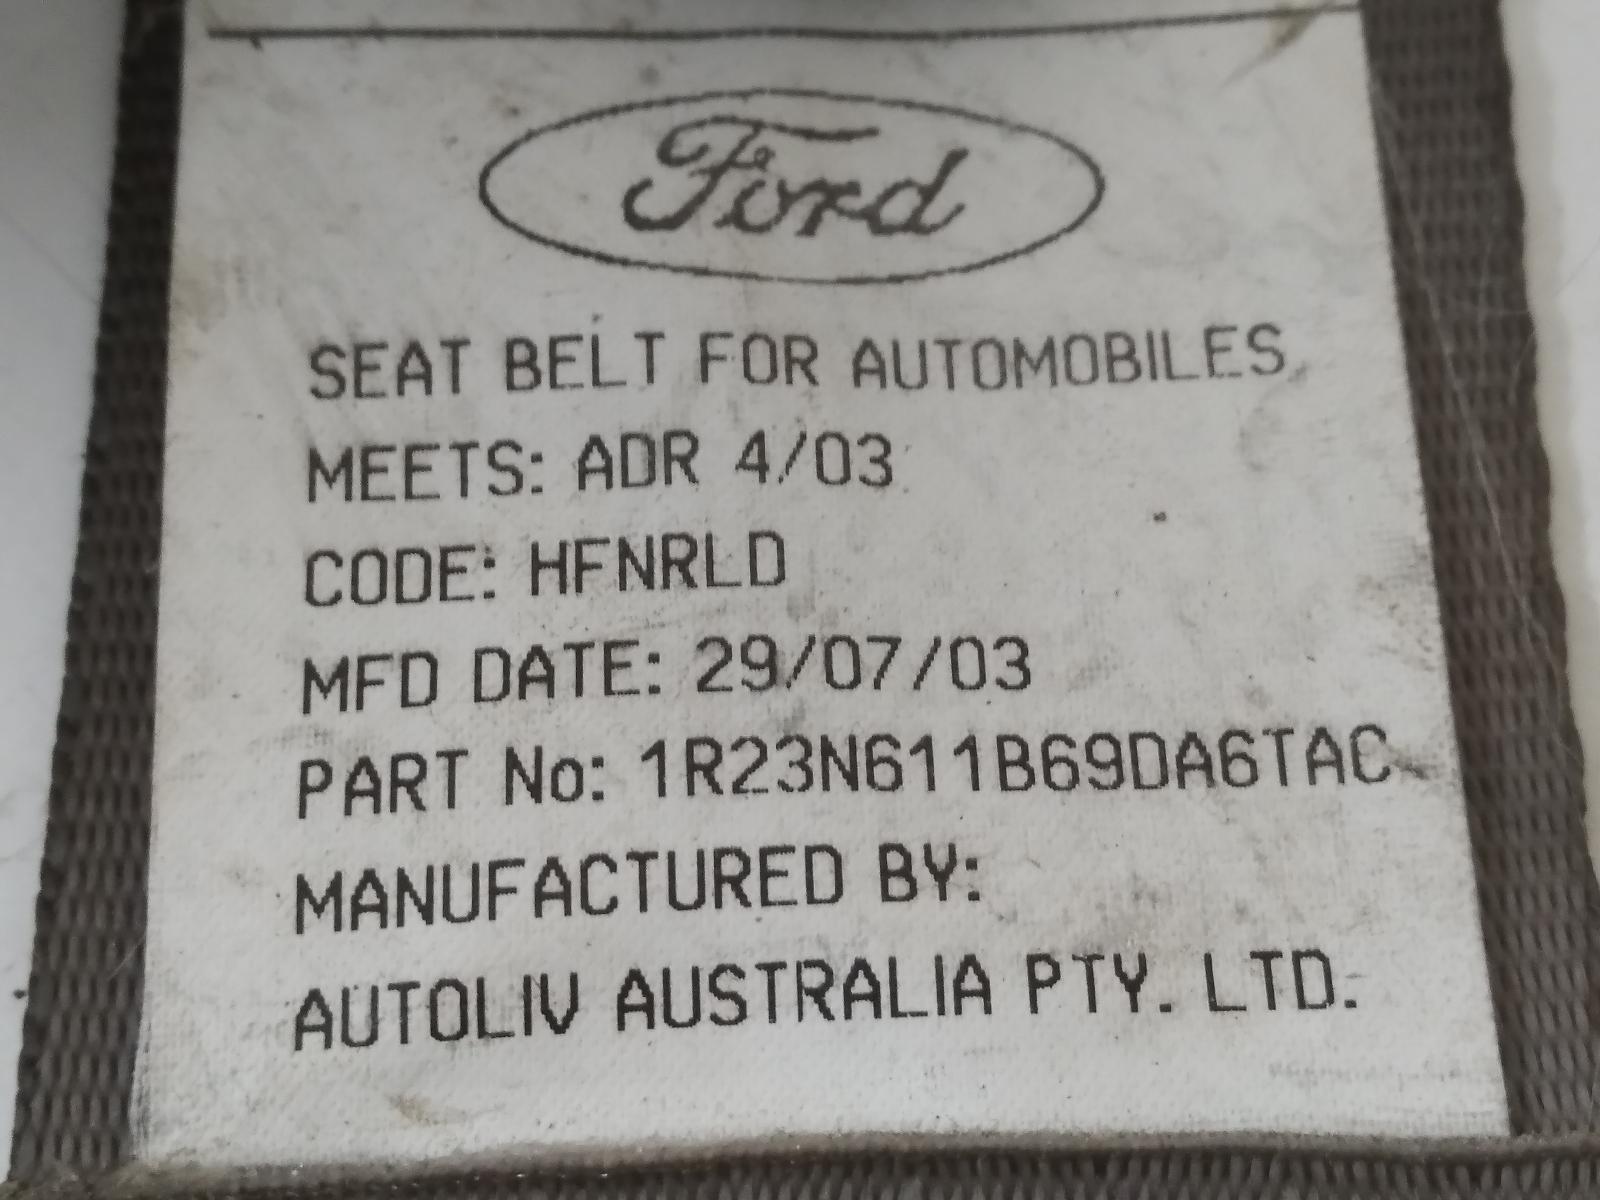 Ford
SEAT BELT FOR AUTOMOBILES
MEETS: ADR 4/03
CODE: HFNRLD
MFD DATE: 29/07/03
PART No: 1R23N611B69DA6TAC
MANUFACTURED BY:
AUTOLIV AUSTRALIA PTY. LTD.